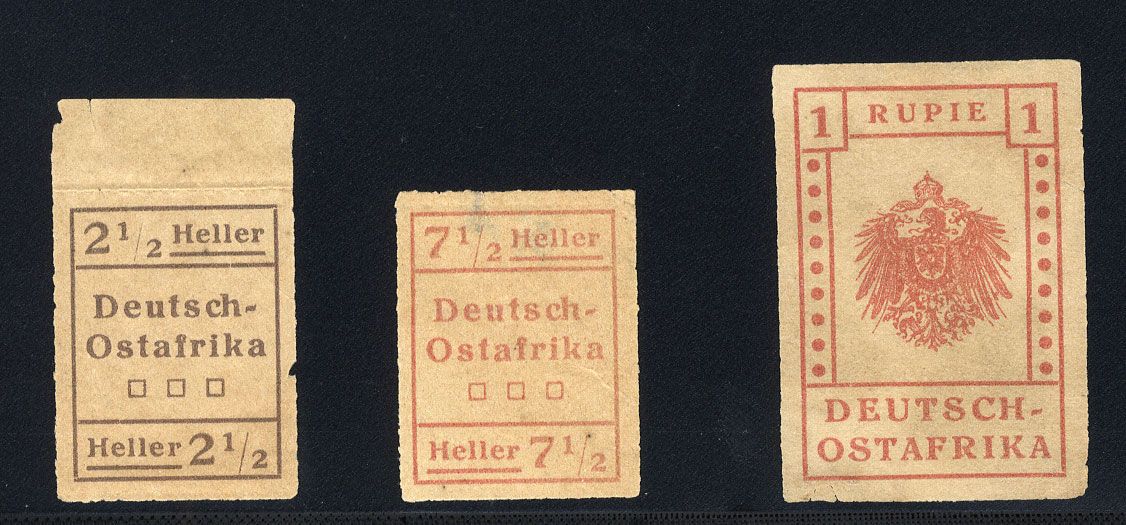 2 1/2 Heller
Deutsch-
Ostafrika
Heller 2 1/2
7 1/2 Heller
Deutsch-
Ostafrika
Heller 7 1/2
1 RUPIE 1
DEUTSCH-
OSTAFRIKA